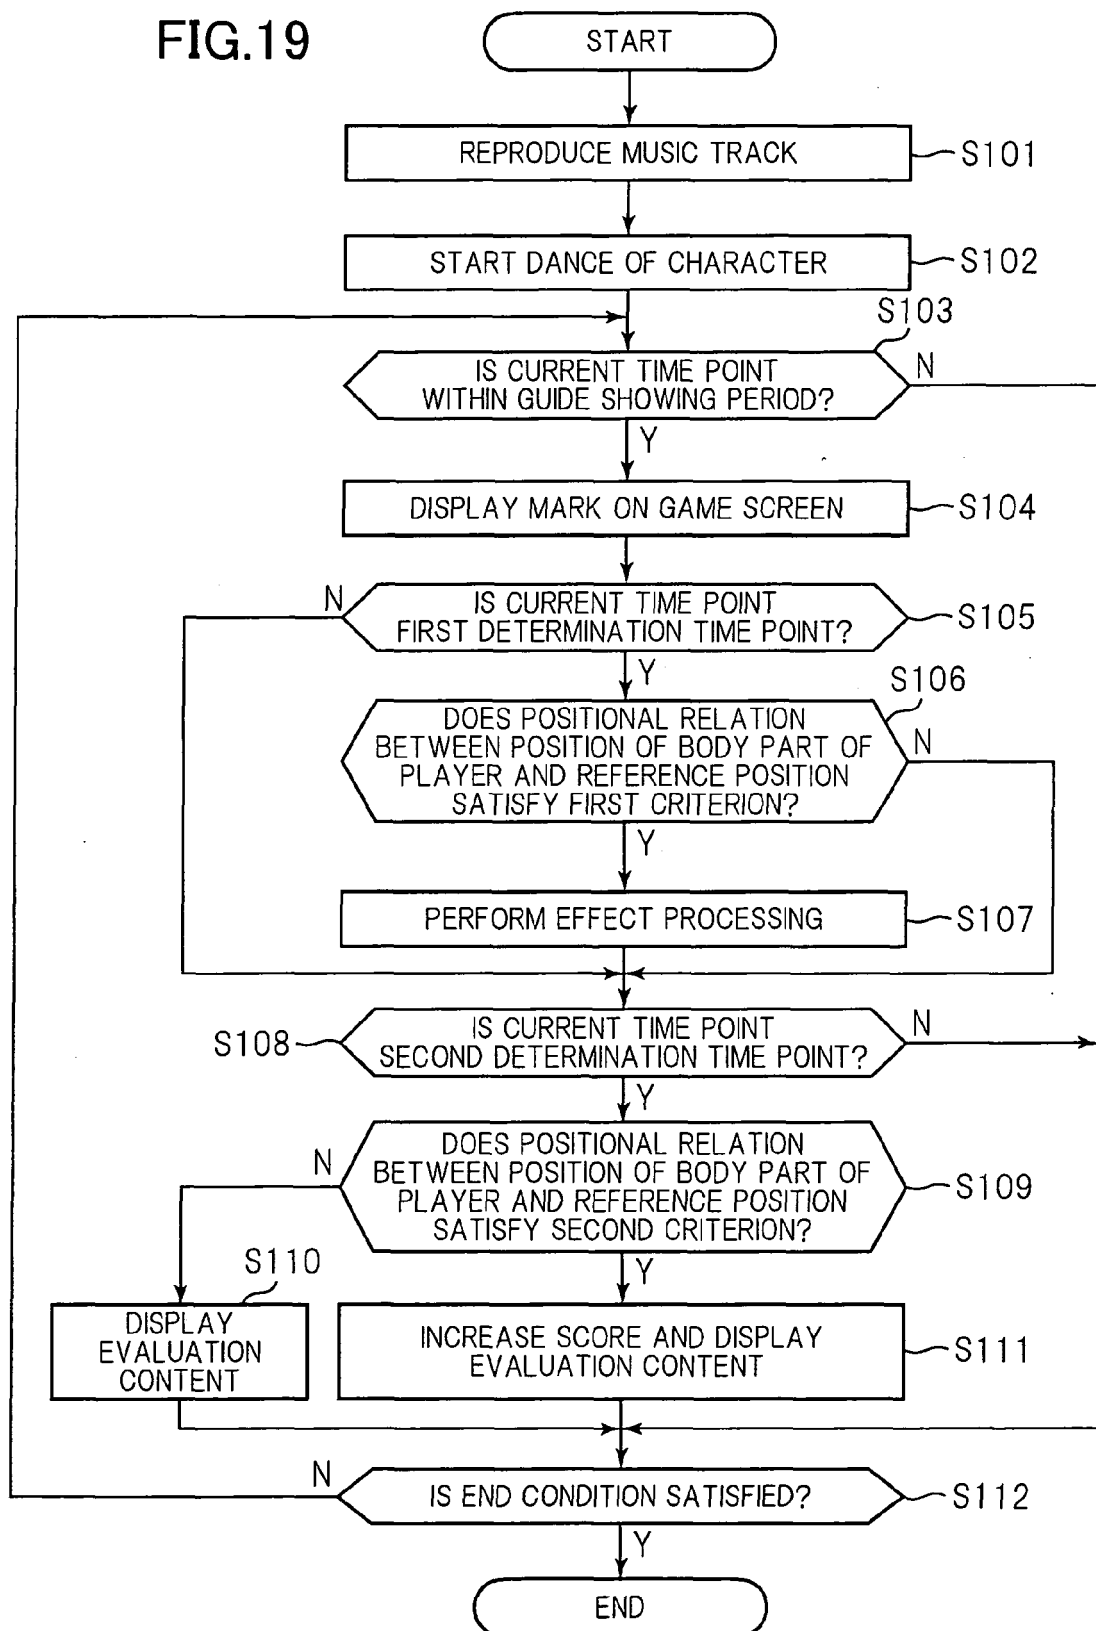 FIG.19
START
REPRODUCE MUSIC TRACK
S101
START DANCE OF CHARACTER
S102
S103
IS CURRENT TIME POINT
WITHIN GUIDE SHOWING PERIOD?
N
Y
DISPLAY MARK ON GAME SCREEN
S104
N
IS CURRENT TIME POINT
FIRST DETERMINATION TIME POINT?
S105
Y
S106
DOES POSITIONAL RELATION
BETWEEN POSITION OF BODY PART OF
PLAYER AND REFERENCE POSITION
SATISFY FIRST CRITERION?
N
Y
PERFORM EFFECT PROCESSING
S107
S108
IS CURRENT TIME POINT
SECOND DETERMINATION TIME POINT?
N
Y
N
DOES POSITIONAL RELATION
BETWEEN POSITION OF BODY PART OF
PLAYER AND REFERENCE POSITION
SATISFY SECOND CRITERION?
S109
Y
S110
DISPLAY
EVALUATION
CONTENT
INCREASE SCORE AND DISPLAY
EVALUATION CONTENT
S111
N
IS END CONDITION SATISFIED?
S112
Y
END